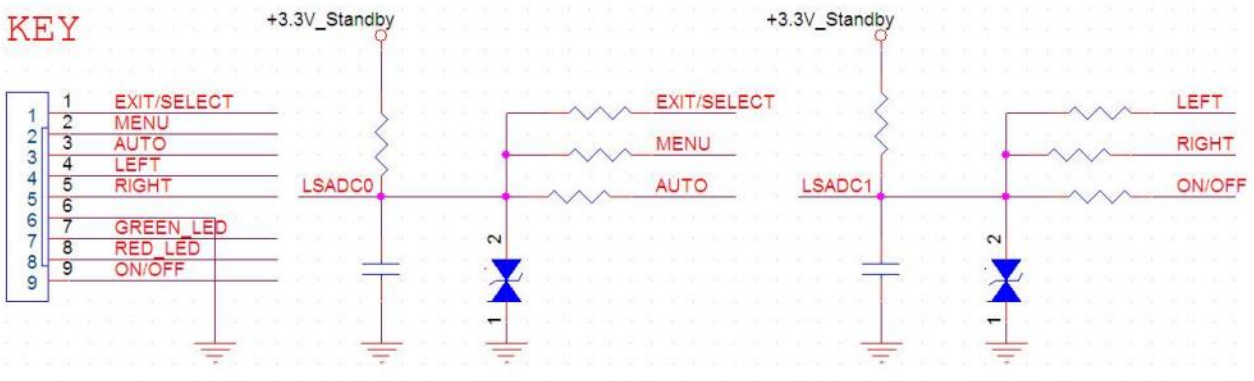 KEY
+3.3V_Standby
+3.3V_Standby
1 1 EXIT/SELECT
2 2 MENU
3 3 AUTO
4 4 LEFT
5 5 RIGHT
6 6
7 7 GREEN_LED
8 8 RED_LED
9 9 ON/OFF
EXIT/SELECT
MENU
LSADC0
AUTO
2
1
LEFT
RIGHT
LSADC1
ON/OFF
2
1